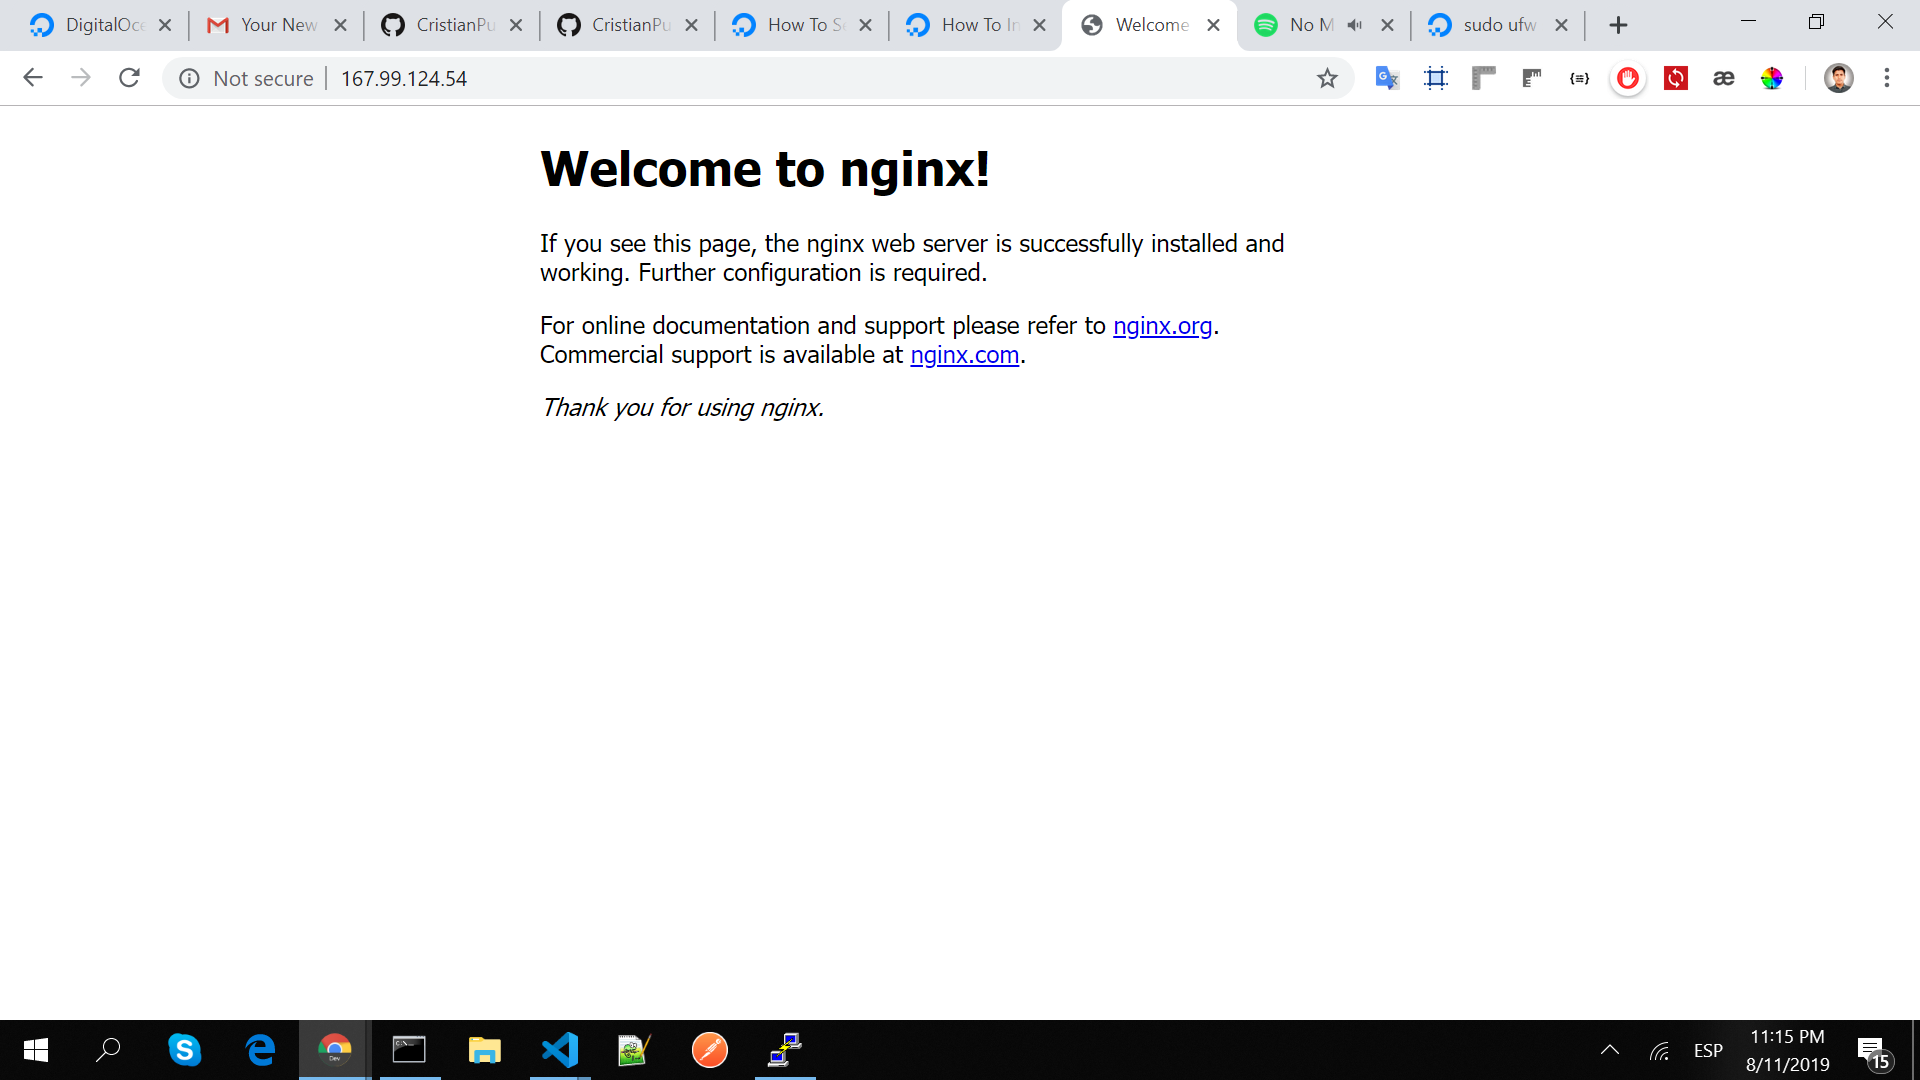 DigitalOce
Your New
CristianPu
CristianPu
How To Se
How To In
Welcome
No M
sudo ufw
Not secure
167.99.124.54
Welcome to nginx!
If you see this page, the nginx web server is successfully installed and
working. Further configuration is required.
For online documentation and support please refer to nginx.org.
Commercial support is available at nginx.com.
Thank you for using nginx.
ESP
11:15 PM
8/11/2019
15